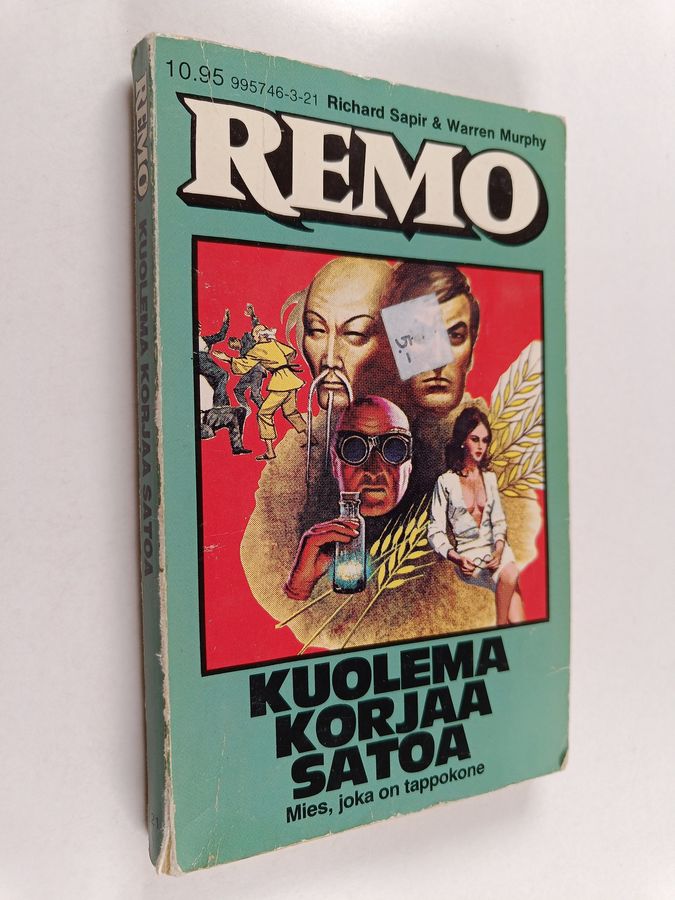 10.95 995746-3-21 Richard Sapir & Warren Murphy
REMO
5.-
KUOLEMA
KORJAA
SATOA
Mies, joka on tappokone
REMO KUOLEMA KORJAA SATOA